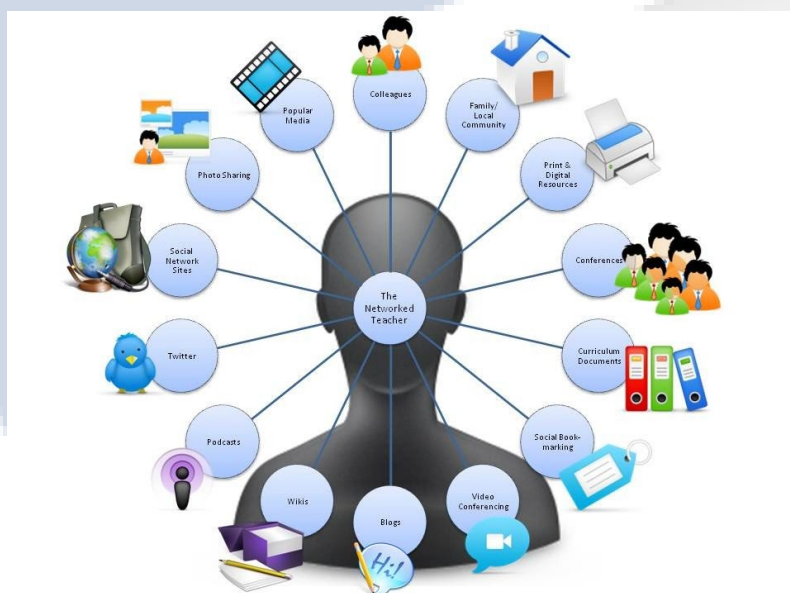 Colleagues
Family/
Local
Community
Print &
Digital
Resources
Conferences
Curriculum
Documents
Social Book-
marking
Video
Conferencing
Blogs
Hi!
Wikis
Podcasts
Twitter
Social
Network
Sites
Photo Sharing
Popular
Media
The
Networked
Teacher